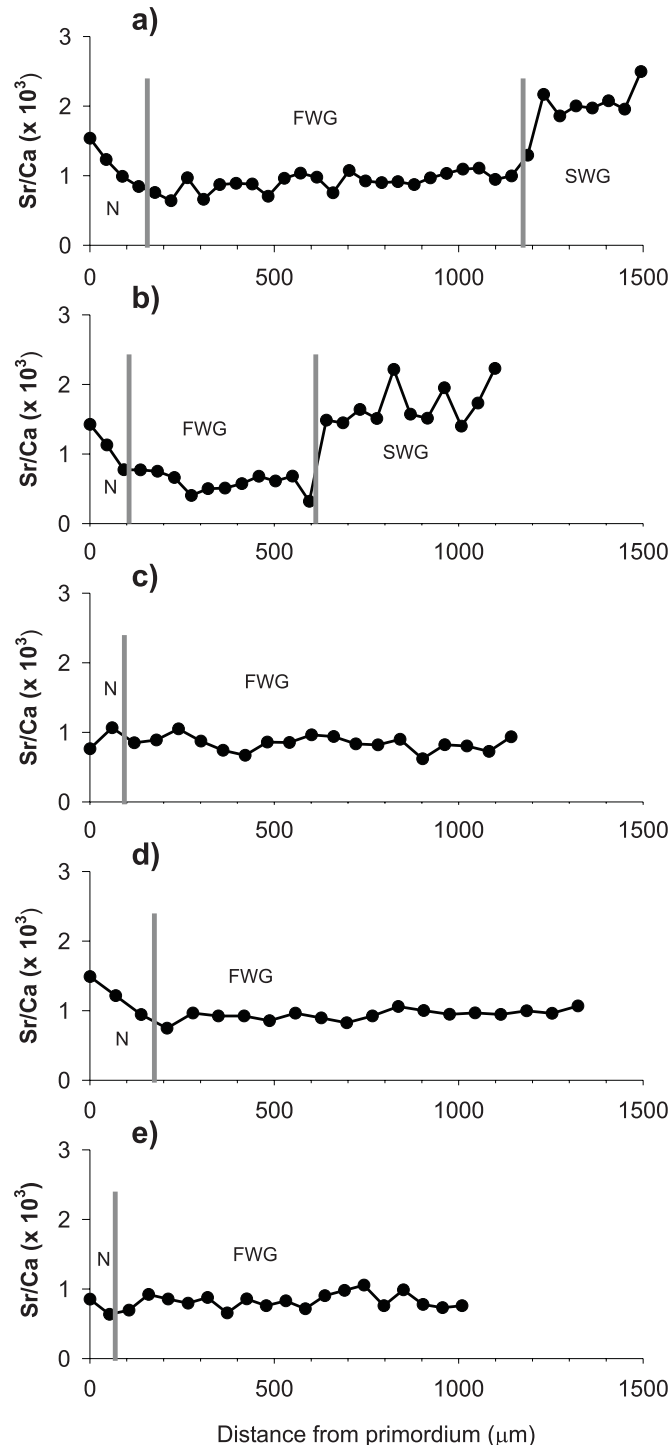 a)
3
2
1
0
Sr/Ca (x 10³)
N
FWG
SWG
0
500
1000
1500
b)
3
2
1
0
Sr/Ca (x 10³)
N
FWG
SWG
0
500
1000
1500
c)
3
2
1
0
Sr/Ca (x 10³)
N
FWG
0
500
1000
1500
d)
3
2
1
0
Sr/Ca (x 10³)
N
FWG
0
500
1000
1500
e)
3
2
1
0
Sr/Ca (x 10³)
N
FWG
0
500
1000
1500
Distance from primordium (μm)